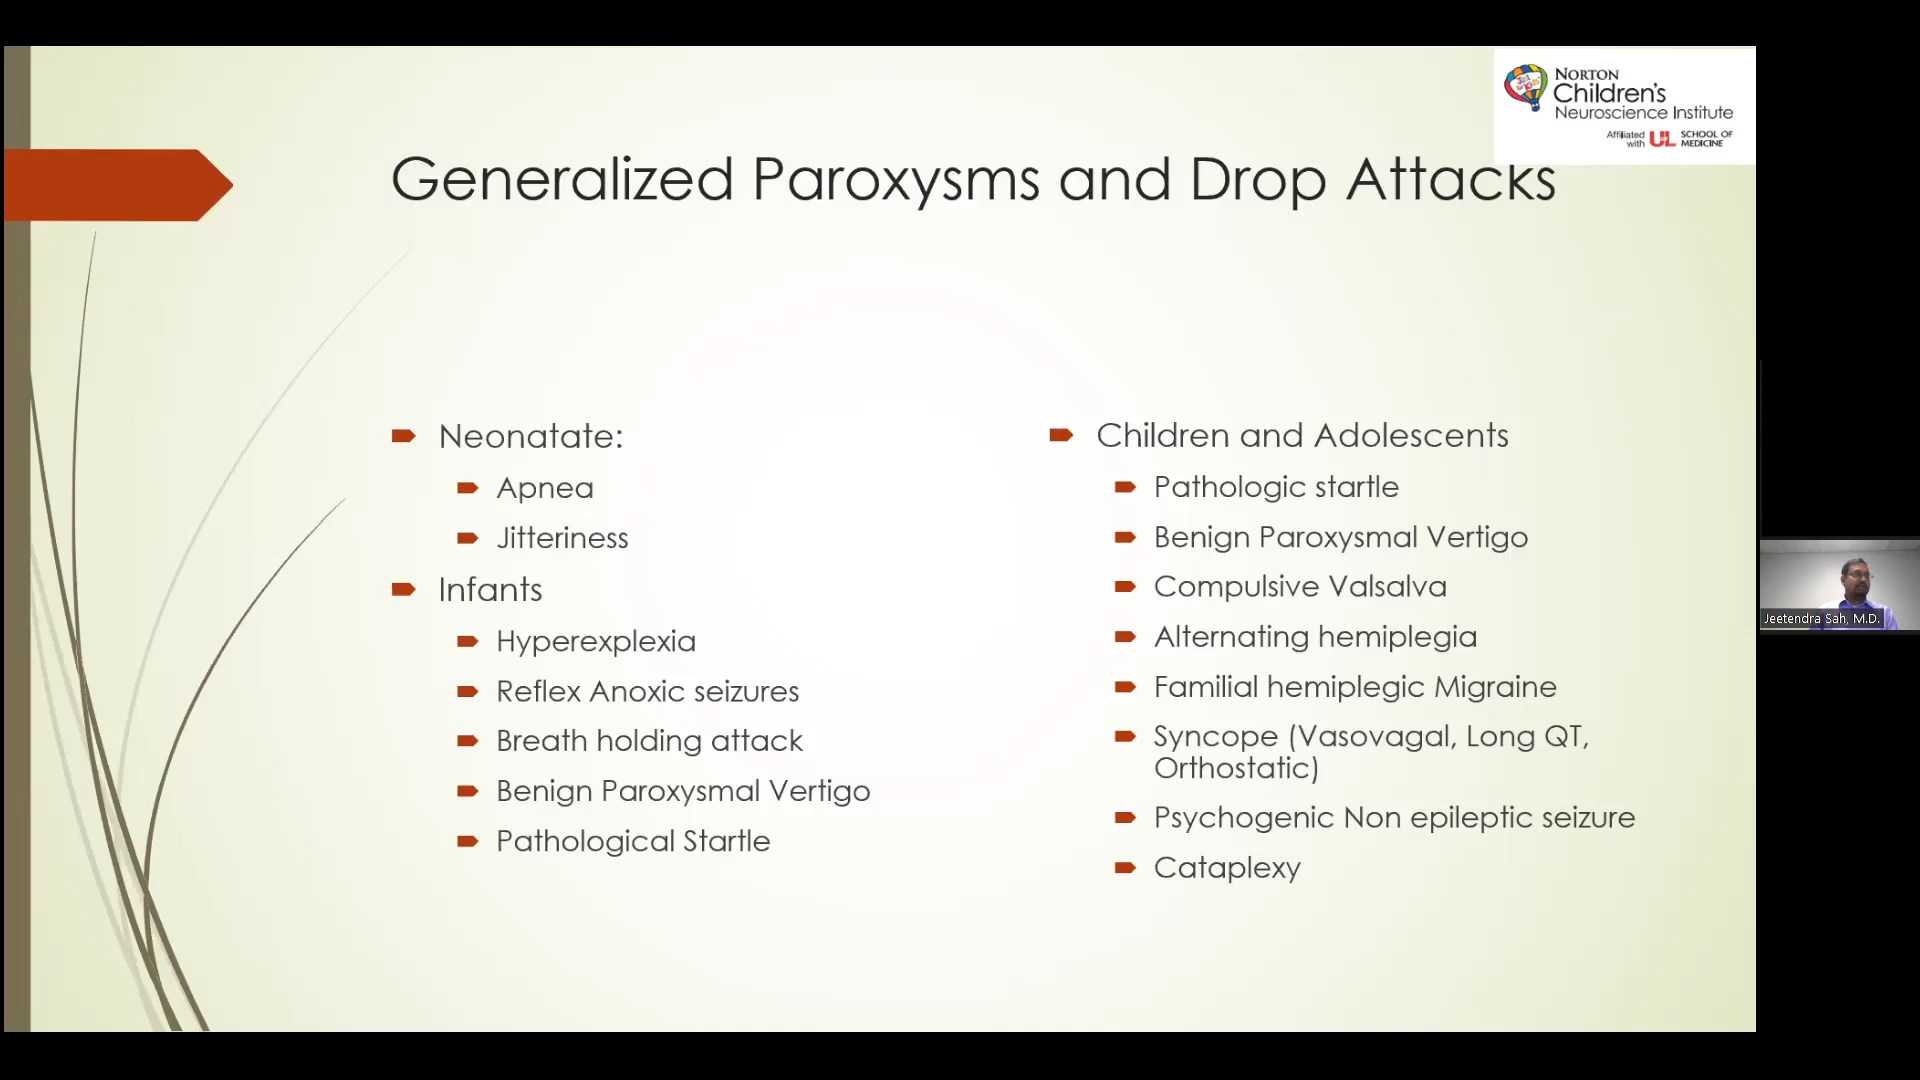 NORTON
Children's
Neuroscience Institute
Affiliated with UofL SCHOOL OF MEDICINE
Generalized Paroxysms and Drop Attacks
Neonatate:
Apnea
Jitteriness
Infants
Hyperexplexia
Reflex Anoxic seizures
Breath holding attack
Benign Paroxysmal Vertigo
Pathological Startle
Children and Adolescents
Pathologic startle
Benign Paroxysmal Vertigo
Compulsive Valsalva
Alternating hemiplegia
Familial hemiplegic Migraine
Syncope (Vasovagal, Long QT,
Orthostatic)
Psychogenic Non epileptic seizure
Cataplexy
Jeetendra Sah, M.D.